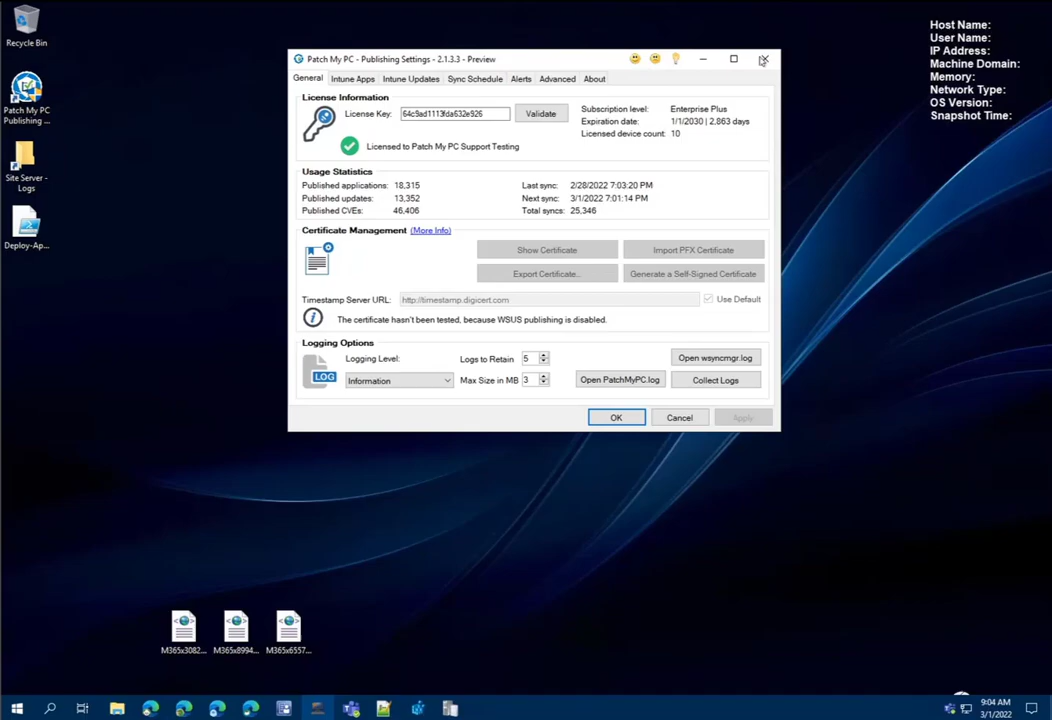 Recycle Bin
Patch My PC
Publishing ...
Site Server -
Logs
Deploy-Ap...
Host Name:
User Name:
IP Address:
Machine Domain:
Memory:
Network Type:
OS Version:
Snapshot Time:
Patch My PC - Publishing Settings - 2.1.3.3 - Preview
General Intune Apps Intune Updates Sync Schedule Alerts Advanced About
License Information
License Key: 64c9ad1113fda632e926 Validate
Licensed to Patch My PC Support Testing
Subscription level: Enterprise Plus
Expiration date: 1/1/2030 | 2,863 days
Licensed device count: 10
Usage Statistics
Published applications: 18,315 Last sync: 2/28/2022 7:03:20 PM
Published updates: 13,352 Next sync: 3/1/2022 7:01:14 PM
Published CVEs: 46,406 Total syncs: 25,346
Certificate Management (More Info)
Show Certificate Import PFX Certificate
Export Certificate... Generate a Self-Signed Certificate
Timestamp Server URL: http://timestamp.digicert.com Use Default
The certificate hasn't been tested, because WSUS publishing is disabled.
Logging Options
Logging Level: Logs to Retain 5 Open wsyncmgr.log
LOG Information Max Size in MB 3 Open PatchMyPC.log Collect Logs
OK Cancel Apply
M365x3082... M365x8994... M365x6557...
9:04 AM
3/1/2022